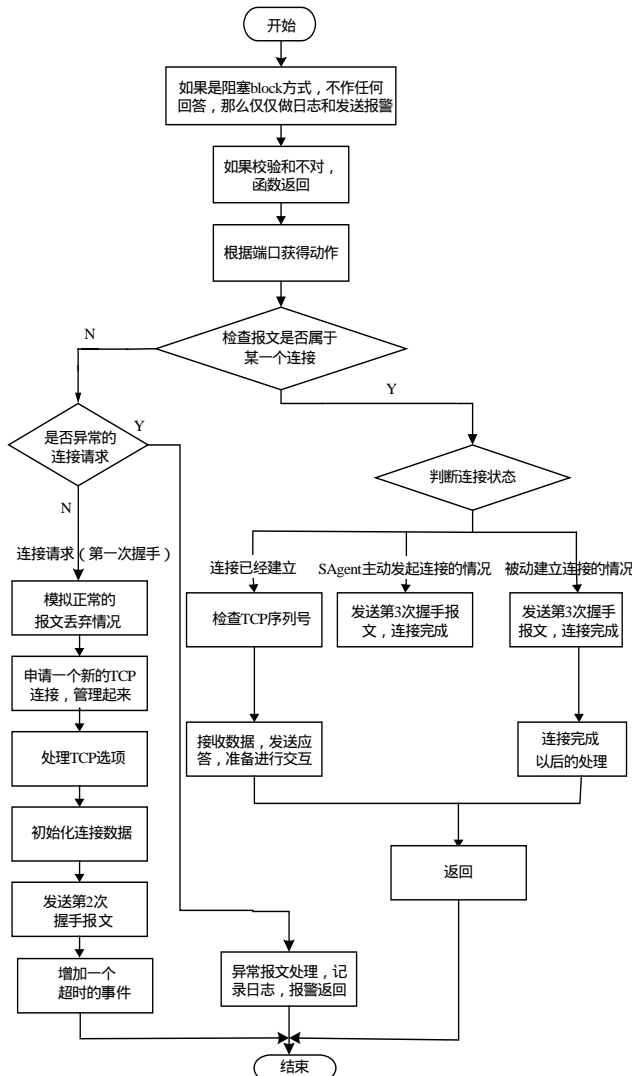 开始
如果是阻塞block方式，不作任何
回答，那么仅仅做日志和发送报警
如果校验和不对，
函数返回
根据端口获得动作
检查报文是否属于
某一个连接
N
Y
是否异常的
连接请求
Y
N
判断连接状态
连接请求（第一次握手）
连接已经建立
SAgent主动发起连接的情况
被动建立连接的情况
模拟正常的
报文丢弃情况
检查TCP序列号
发送第3次握手报
文，连接完成
发送第3次握手
报文，连接完成
申请一个新的TCP
连接，管理起来
处理TCP选项
接收数据，发送应
答，准备进行交互
连接完成
以后的处理
初始化连接数据
返回
发送第2次
握手报文
增加一个
超时的事件
异常报文处理，记
录日志，报警返回
结束